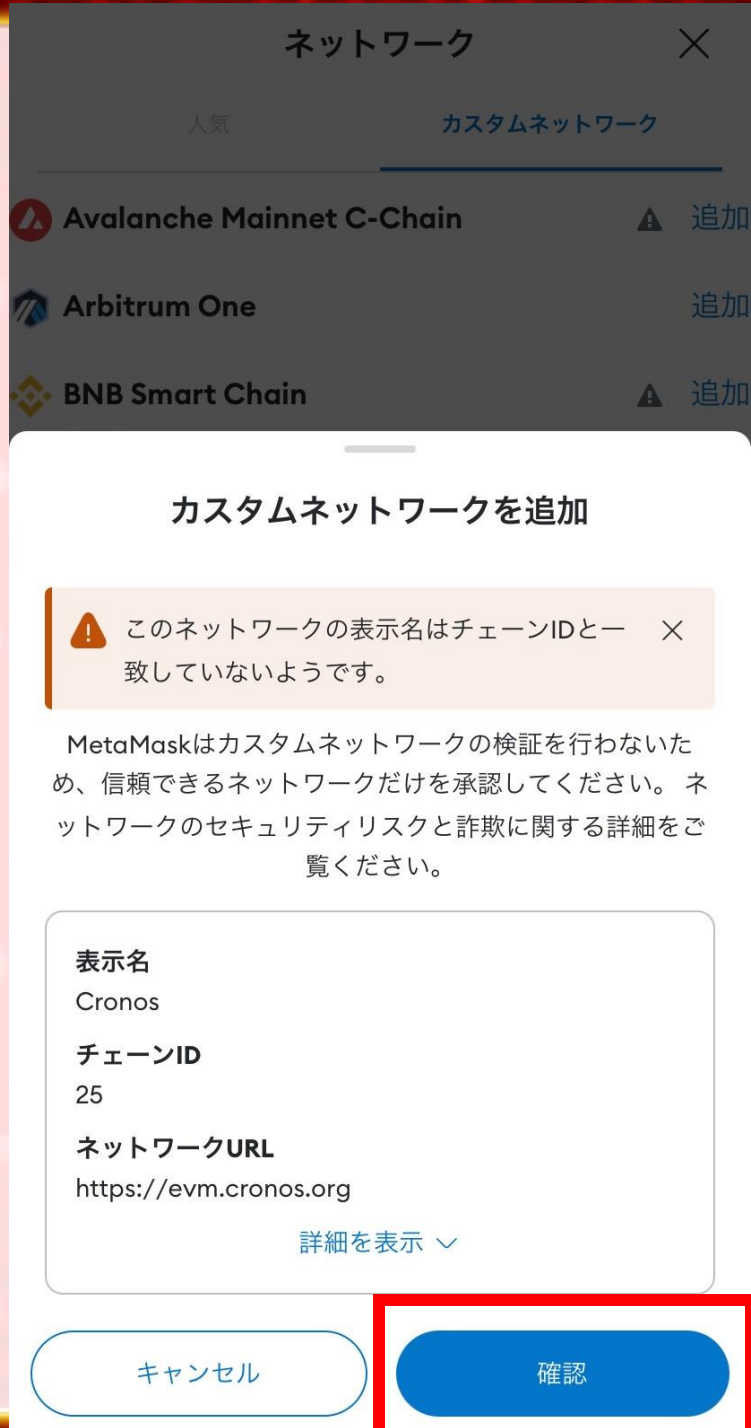 ネットワーク
人気
カスタムネットワーク
Avalanche Mainnet C-Chain
追加
Arbitrum One
追加
BNB Smart Chain
追加
カスタムネットワークを追加
このネットワークの表示名はチェーンIDと一
致していないようです。
MetaMaskはカスタムネットワークの検証を行わないた
め、信頼できるネットワークだけを承認してください。 ネ
ットワークのセキュリティリスクと詐欺に関する詳細をご
覧ください。
表示名
Cronos
チェーンID
25
ネットワークURL
https://evm.cronos.org
詳細を表示
キャンセル
確認